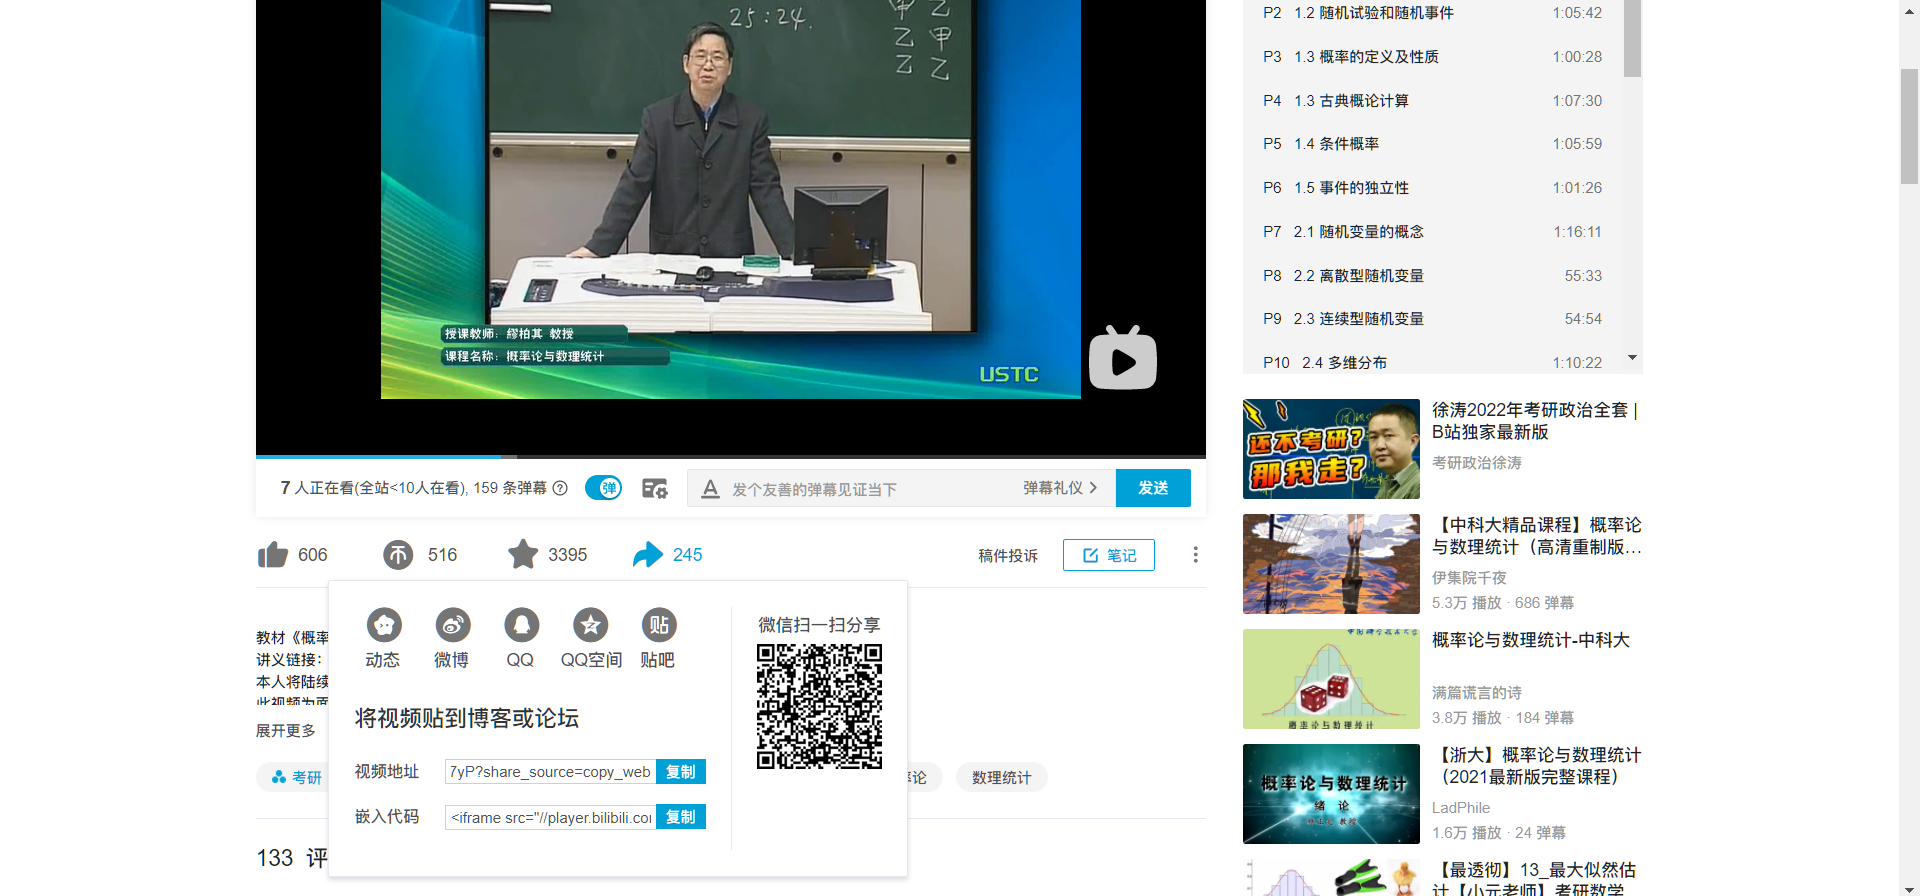 25:24.
甲 乙
乙 甲
乙 乙
授课教师：缪柏其 教授
课程名称：概率论与数理统计
USTC
7 人正在看(全站<10人在看), 159 条弹幕
弹
A 发个友善的弹幕见证当下
弹幕礼仪
发送
606
516
3395
245
稿件投诉
笔记
教材《概率
讲义链接：
本人将陆续
此视频为面
展开更多
考研
率论
数理统计
133 评
动态
微博
QQ
QQ空间
贴
贴吧
将视频贴到博客或论坛
视频地址
7yP?share_source=copy_web
复制
嵌入代码
<iframe src="//player.bilibili.co
复制
微信扫一扫分享
P2 1.2 随机试验和随机事件 1:05:42
P3 1.3 概率的定义及性质 1:00:28
P4 1.3 古典概论计算 1:07:30
P5 1.4 条件概率 1:05:59
P6 1.5 事件的独立性 1:01:26
P7 2.1 随机变量的概念 1:16:11
P8 2.2 离散型随机变量 55:33
P9 2.3 连续型随机变量 54:54
P10 2.4 多维分布 1:10:22
还不考研?
那我走?
徐涛2022年考研政治全套 |
B站独家最新版
考研政治徐涛
【中科大精品课程】概率论
与数理统计（高清重制版…
伊集院千夜
5.3万 播放 · 686 弹幕
概率论与数理统计
概率论与数理统计-中科大
满篇谎言的诗
3.8万 播放 · 184 弹幕
概率论与数理统计
绪 论
【浙大】概率论与数理统计
（2021最新版完整课程）
LadPhile
1.6万 播放 · 24 弹幕
【最透彻】13_最大似然估
计【小元老师】考研数学